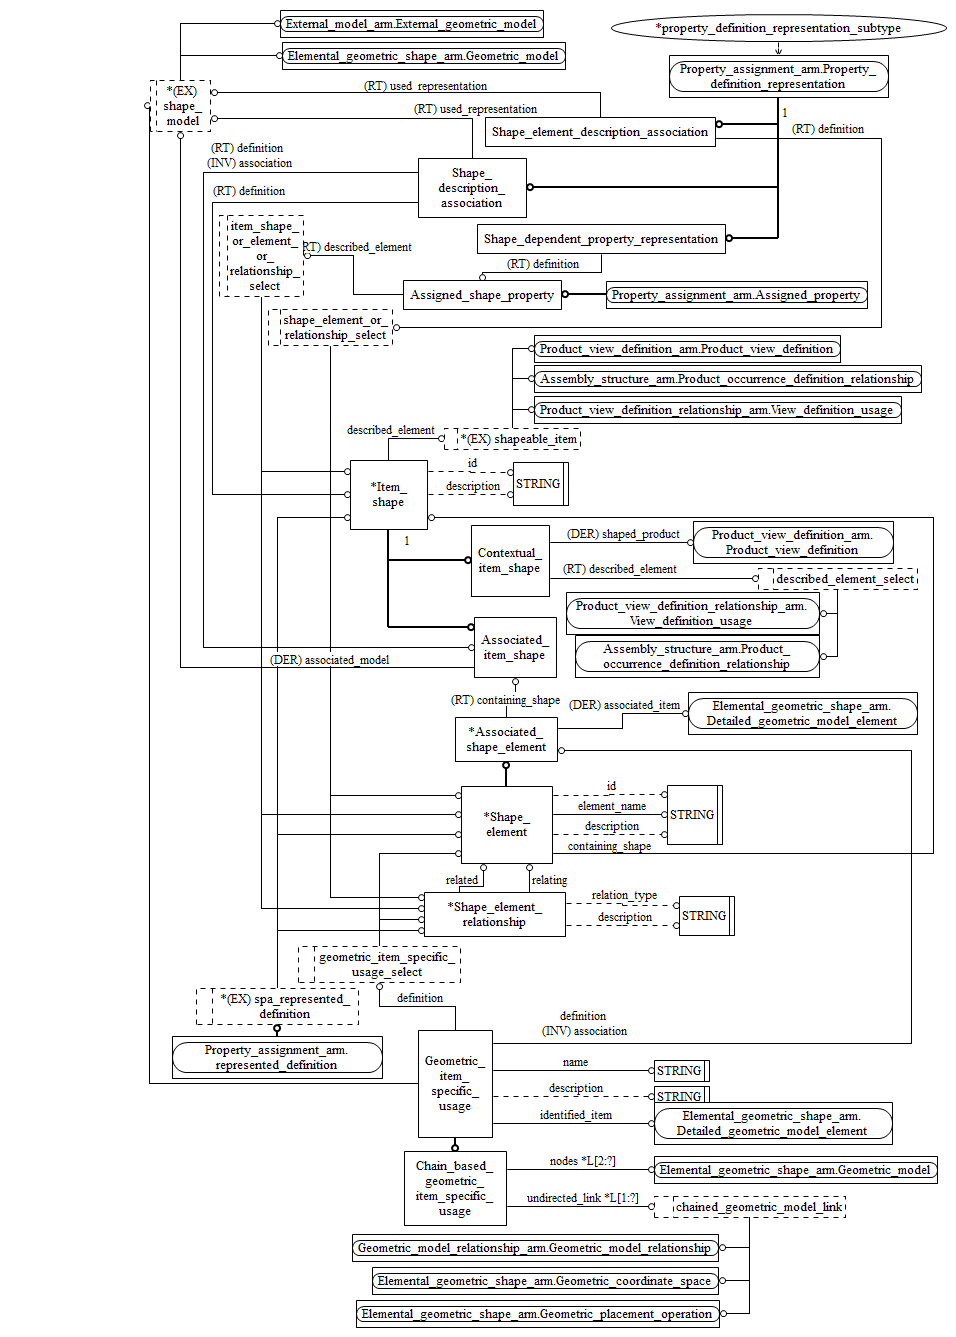 External_model_arm.External_geometric_model
*property_definition_representation_subtype
Elemental_geometric_shape_arm.Geometric_model
Property_assignment_arm.Property_
definition_representation
*(EX)
shape_
model
(RT) used_representation
(RT) used_representation
1
Shape_element_description_association
(RT) definition
(RT) definition
(INV) association
(RT) definition
Shape_
description_
association
item_shape_
or_element_
or_
relationship_
select
RT) described_element
Shape_dependent_property_representation
(RT) definition
Assigned_shape_property
Property_assignment_arm.Assigned_property
shape_element_or_
relationship_select
Product_view_definition_arm.Product_view_definition
Assembly_structure_arm.Product_occurrence_definition_relationship
Product_view_definition_relationship_arm.View_definition_usage
described_element
*(EX) shapeable_item
*Item_
shape
id
description
STRING
1
Contextual_
item_shape
(DER) shaped_product
Product_view_definition_arm.
Product_view_definition
(RT) described_element
described_element_select
Product_view_definition_relationship_arm.
View_definition_usage
Associated_
item_shape
Assembly_structure_arm.Product_
occurrence_definition_relationship
(DER) associated_model
(RT) containing_shape
(DER) associated_item
Elemental_geometric_shape_arm.
Detailed_geometric_model_element
*Associated_
shape_element
*Shape_
element
id
element_name
description
STRING
containing_shape
related
relating
*Shape_element_
relationship
relation_type
description
STRING
geometric_item_specific_
usage_select
*(EX) spa_represented_
definition
definition
definition
(INV) association
Property_assignment_arm.
represented_definition
Geometric_
item_
specific_
usage
name
STRING
description
STRING
identified_item
Elemental_geometric_shape_arm.
Detailed_geometric_model_element
Chain_based_
geometric_
item_specific_
usage
nodes *L[2:?]
Elemental_geometric_shape_arm.Geometric_model
undirected_link *L[1:?]
chained_geometric_model_link
Geometric_model_relationship_arm.Geometric_model_relationship
Elemental_geometric_shape_arm.Geometric_coordinate_space
Elemental_geometric_shape_arm.Geometric_placement_operation